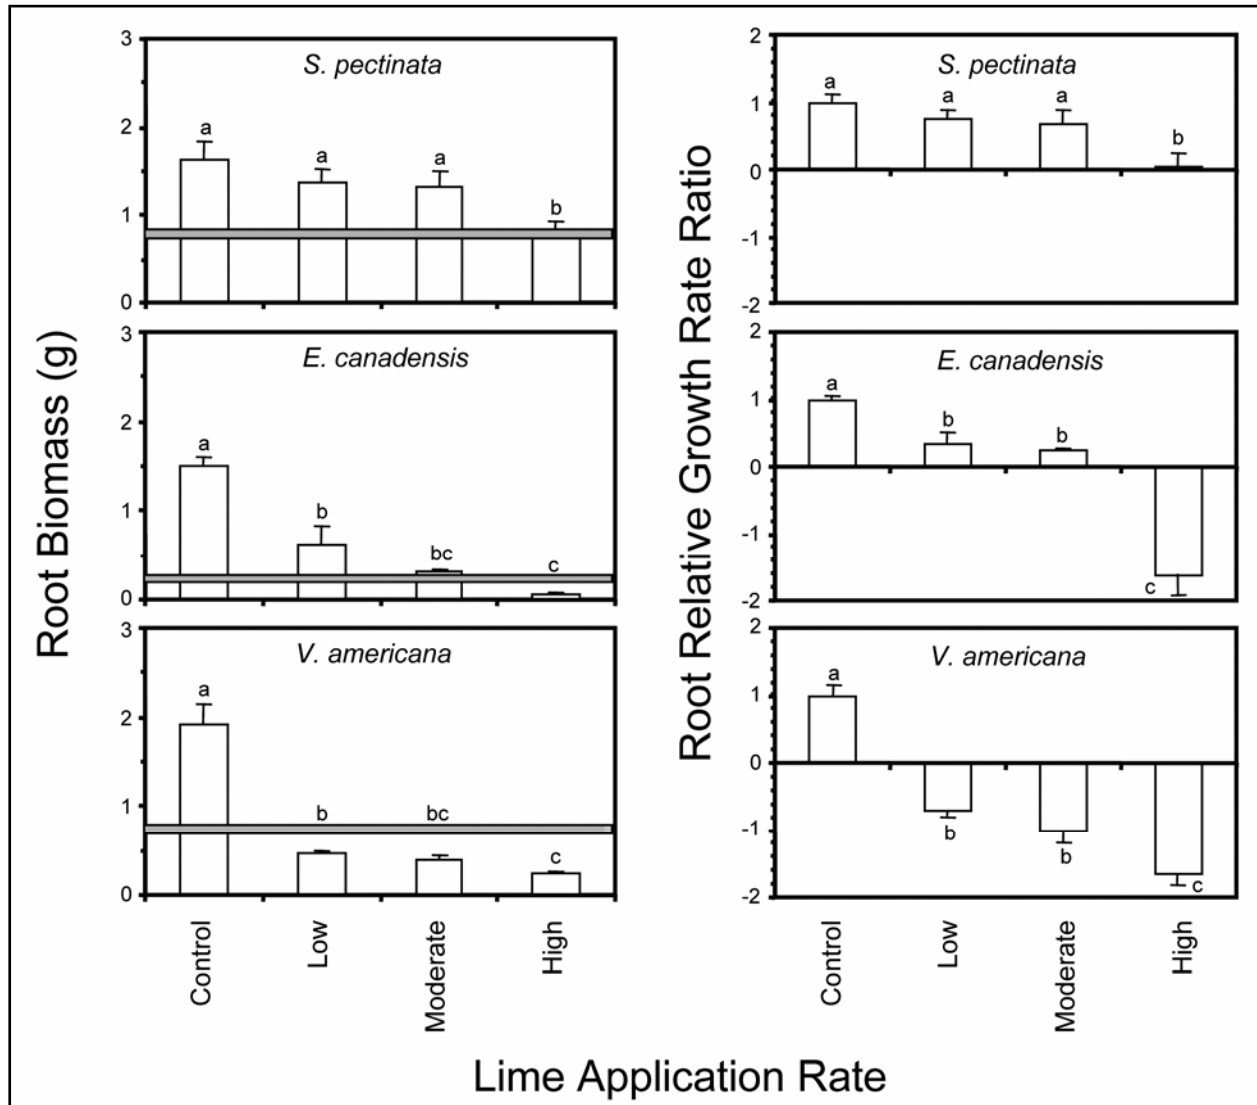 Root Biomass (g)
3
2
1
0
S. pectinata
a
a
a
b
3
2
1
0
E. canadensis
a
b
bc
c
3
2
1
0
V. americana
a
b
bc
c
Control
Low
Moderate
High
Root Relative Growth Rate Ratio
2
1
0
-1
-2
S. pectinata
a
a
a
b
2
1
0
-1
-2
E. canadensis
a
b
b
c
2
1
0
-1
-2
V. americana
a
b
b
c
Control
Low
Moderate
High
Lime Application Rate